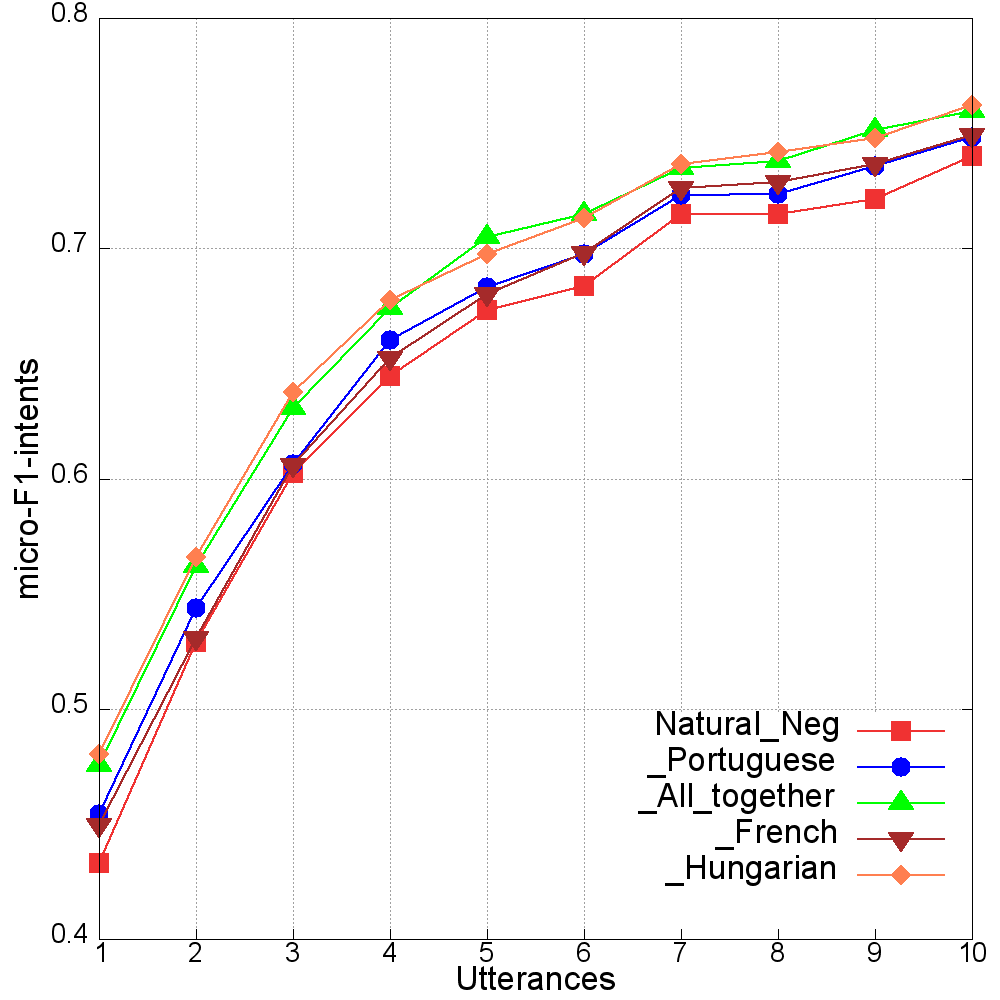 0.8
0.7
0.6
0.5
0.4
micro-F1-intents
Natural_Neg
_Portuguese
_All_together
_French
_Hungarian
1 2 3 4 5 6 7 8 9 10
Utterances